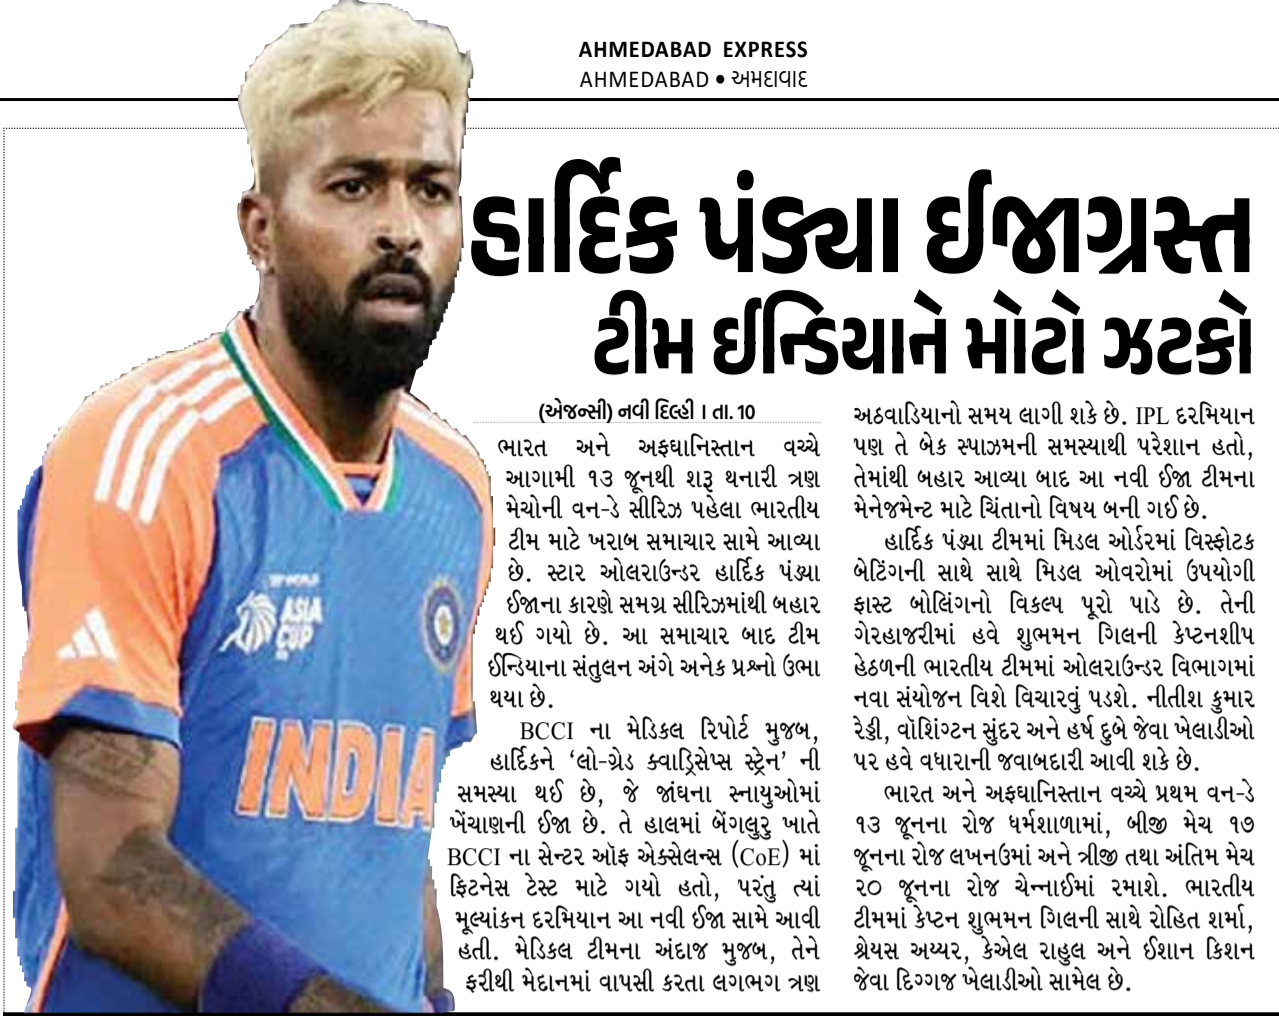 AHMEDABAD EXPRESS
AHMEDABAD • અમદાવાદ
હાર્દિક પંડ્યા ઈજાગ્રસ્ત
ટીમ ઈન્ડિયાને મોટો ઝટકો
(એજન્સી) નવી દિલ્હી । તા. 10
ભારત અને અફઘાનિસ્તાન વચ્ચે
આગામી ૧૩ જૂનથી શરૂ થનારી ત્રણ
મેચોની વન-ડે સીરિઝ પહેલા ભારતીય
ટીમ માટે ખરાબ સમાચાર સામે આવ્યા
છે. સ્ટાર ઓલરાઉન્ડર હાર્દિક પંડ્યા
ઈજાના કારણે સમગ્ર સીરિઝમાંથી બહાર
થઈ ગયો છે. આ સમાચાર બાદ ટીમ
ઈન્ડિયાના સંતુલન અંગે અનેક પ્રશ્નો ઉભા
થયા છે.
BCCI ના મેડિકલ રિપોર્ટ મુજબ,
હાર્દિકને ‘લો-ગ્રેડ ક્વાડ્રિસેપ્સ સ્ટ્રેન’ ની
સમસ્યા થઈ છે, જે જાંઘના સ્નાયુઓમાં
ખેંચાણની ઈજા છે. તે હાલમાં બેંગલુરુ ખાતે
BCCI ના સેન્ટર ઑફ એક્સેલન્સ (CoE) માં
ફિટનેસ ટેસ્ટ માટે ગયો હતો, પરંતુ ત્યાં
મૂલ્યાંકન દરમિયાન આ નવી ઈજા સામે આવી
હતી. મેડિકલ ટીમના અંદાજ મુજબ, તેને
ફરીથી મેદાનમાં વાપસી કરતા લગભગ ત્રણ
અઠવાડિયાનો સમય લાગી શકે છે. IPL દરમિયાન
પણ તે બેક સ્પાઝમની સમસ્યાથી પરેશાન હતો,
તેમાંથી બહાર આવ્યા બાદ આ નવી ઈજા ટીમના
મેનેજમેન્ટ માટે ચિંતાનો વિષય બની ગઈ છે.
હાર્દિક પંડ્યા ટીમમાં મિડલ ઓર્ડરમાં વિસ્ફોટક
બેટિંગની સાથે સાથે મિડલ ઓવરોમાં ઉપયોગી
ફાસ્ટ બોલિંગનો વિકલ્પ પૂરો પાડે છે. તેની
ગેરહાજરીમાં હવે શુભમન ગિલની કેપ્ટનશીપ
હેઠળની ભારતીય ટીમમાં ઓલરાઉન્ડર વિભાગમાં
નવા સંયોજન વિશે વિચારવું પડશે. નીતીશ કુમાર
રેડ્ડી, વૉશિંગ્ટન સુંદર અને હર્ષ દુબે જેવા ખેલાડીઓ
પર હવે વધારાની જવાબદારી આવી શકે છે.
ભારત અને અફઘાનિસ્તાન વચ્ચે પ્રથમ વન-ડે
૧૩ જૂનના રોજ ધર્મશાળામાં, બીજી મેચ ૧૭
જૂનના રોજ લખનઉમાં અને ત્રીજી તથા અંતિમ મેચ
૨૦ જૂનના રોજ ચેન્નાઈમાં રમાશે. ભારતીય
ટીમમાં કેપ્ટન શુભમન ગિલની સાથે રોહિત શર્મા,
શ્રેયસ અય્યર, કેએલ રાહુલ અને ઈશાન કિશન
જેવા દિગ્ગજ ખેલાડીઓ સામેલ છે.
ASIA
CUP
INDIA